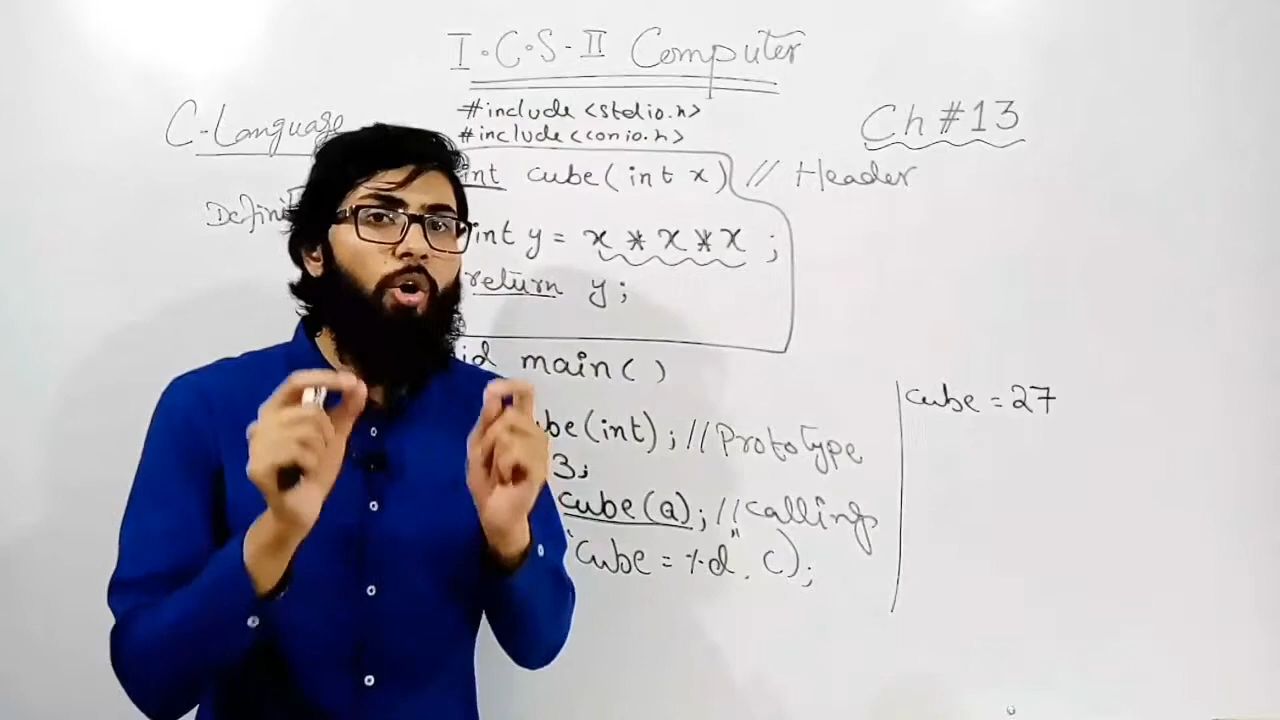 I.C.S-II Computer
C-Language
#include <stdio.h>
#include <conio.h>
Ch #13
int cube(int x) // Header
int y = x * x * x ;
return y;
main( )
(int); //Prototype
3;
cube(a); //Calling
cube = 27
"Cube = %d", C);